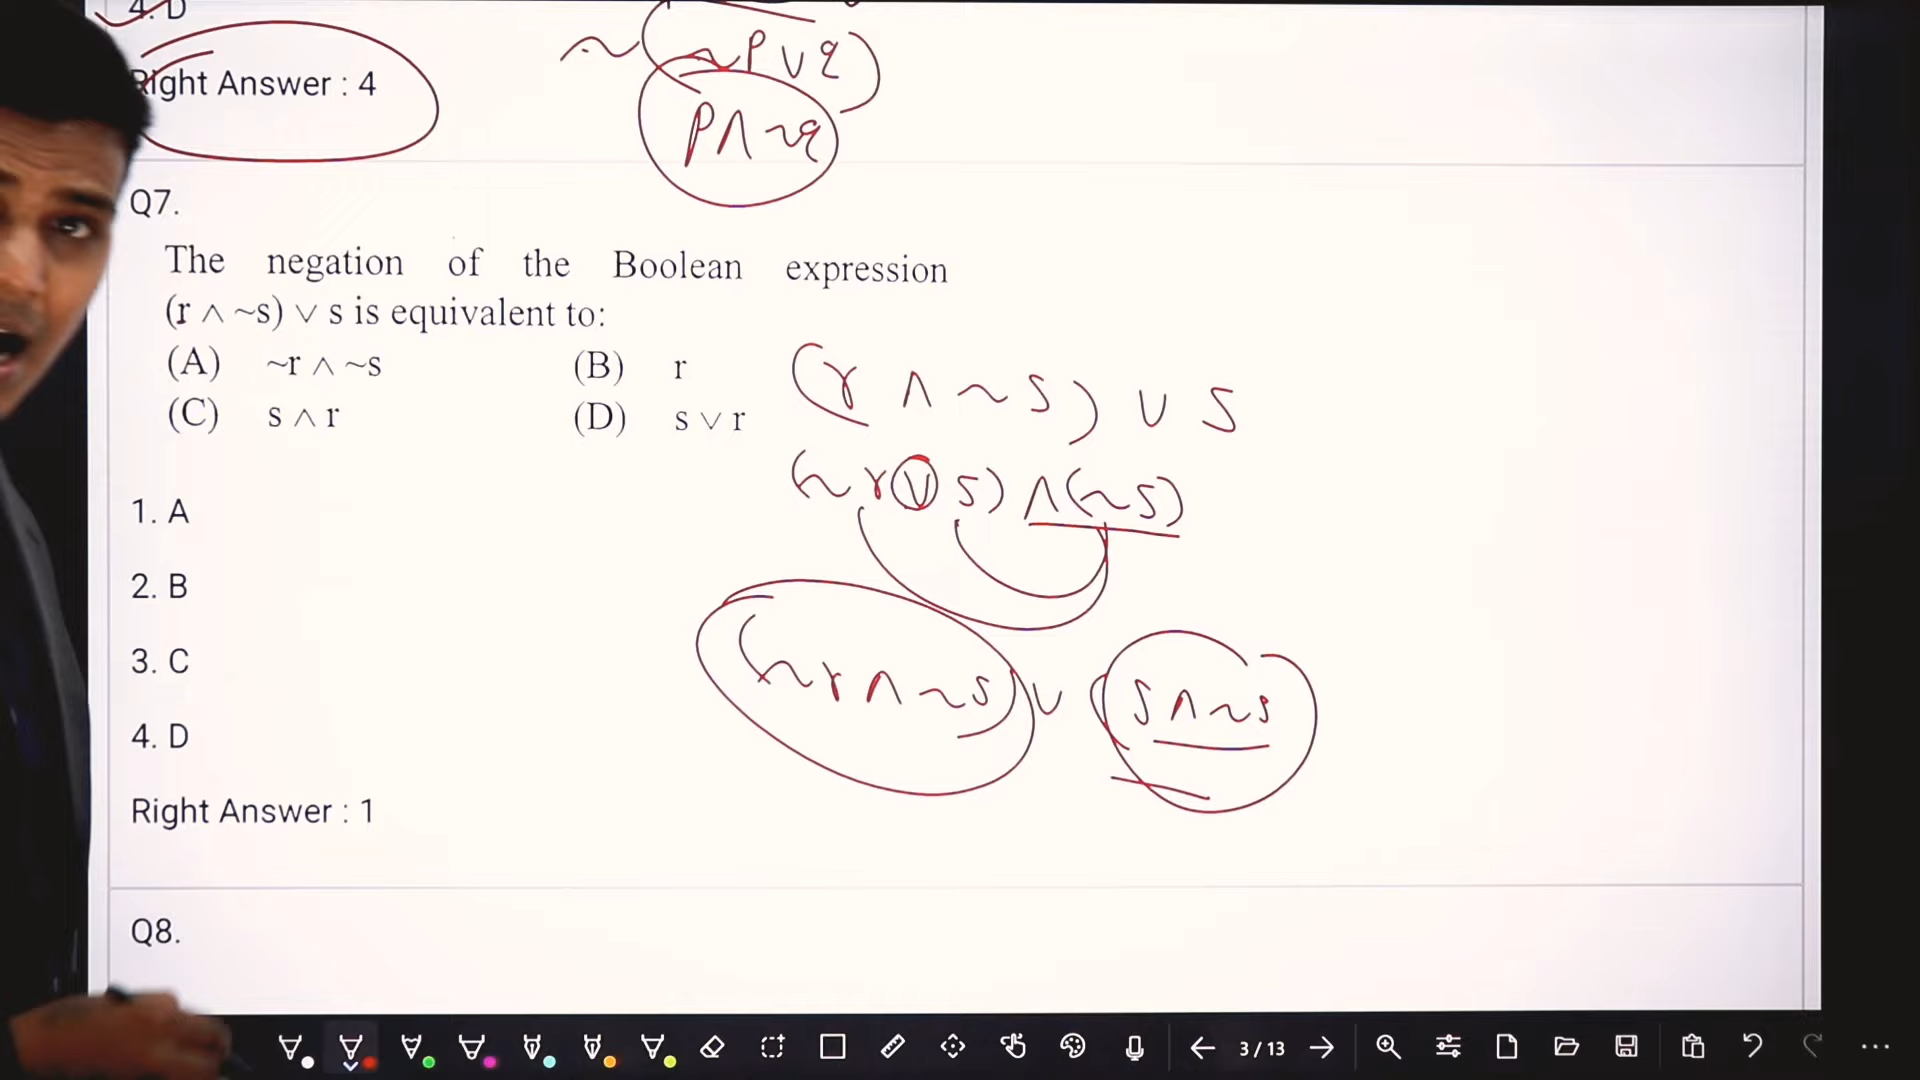 4. D
~(~p∨q)
Right Answer : 4
p∧~q
Q7.
The negation of the Boolean expression
(r ∧ ~s) ∨ s is equivalent to:
(A) ~r ∧ ~s (B) r
(C) s ∧ r (D) s ∨ r
(r ∧ ~s) ∨ s
(~r ∨ s) ∧(~s)
1. A
2. B
3. C
(~r ∧ ~s) ∨ (s ∧ ~s)
4. D
Right Answer : 1
Q8.
3 / 13